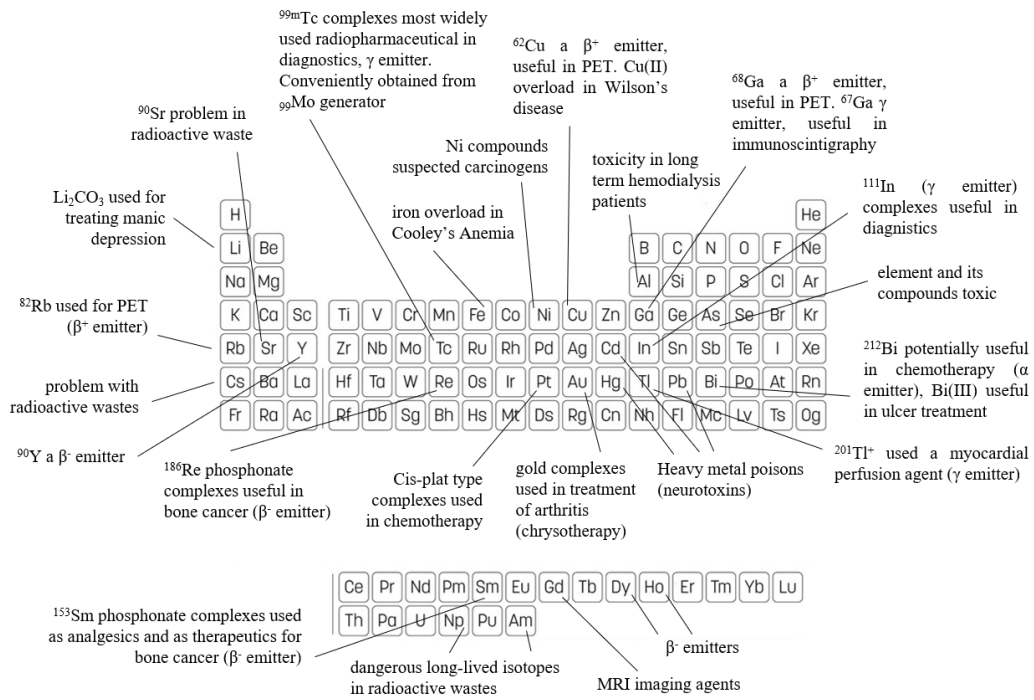 ⁹⁹ᵐTc complexes most widely
used radiopharmaceutical in
diagnostics, γ emitter.
Conveniently obtained from
⁹⁹Mo generator
⁶²Cu a β⁺ emitter,
useful in PET. Cu(II)
overload in Wilson's
disease
⁶⁸Ga a β⁺ emitter,
useful in PET. ⁶⁷Ga γ
emitter, useful in
immunoscintigraphy
⁹⁰Sr problem in
radioactive waste
Ni compounds
suspected carcinogens
toxicity in long
term hemodialysis
patients
¹¹¹In (γ emitter)
complexes useful in
diagnistics
Li₂CO₃ used for
treating manic
depression
iron overload in
Cooley's Anemia
element and its
compounds toxic
⁸²Rb used for PET
(β⁺ emitter)
²¹²Bi potentially useful
in chemotherapy (α
emitter), Bi(III) useful
in ulcer treatment
problem with
radioactive wastes
H He
Li Be B C N O F Ne
Na Mg Al Si P S Cl Ar
K Ca Sc Ti V Cr Mn Fe Co Ni Cu Zn Ga Ge As Se Br Kr
Rb Sr Y Zr Nb Mo Tc Ru Rh Pd Ag Cd In Sn Sb Te I Xe
Cs Ba La Hf Ta W Re Os Ir Pt Au Hg Tl Pb Bi Po At Rn
Fr Ra Ac Rf Db Sg Bh Hs Mt Ds Rg Cn Nh Fl Mc Lv Ts Og
⁹⁰Y a β⁻ emitter
¹⁸⁶Re phosphonate
complexes useful in
bone cancer (β⁻ emitter)
Cis-plat type
complexes used
in chemotherapy
gold complexes
used in treatment
of arthritis
(chrysotherapy)
Heavy metal poisons
(neurotoxins)
²⁰¹Tl⁺ used a myocardial
perfusion agent (γ emitter)
Ce Pr Nd Pm Sm Eu Gd Tb Dy Ho Er Tm Yb Lu
Th Pa U Np Pu Am
¹⁵³Sm phosphonate complexes used
as analgesics and as therapeutics for
bone cancer (β⁻ emitter)
dangerous long-lived isotopes
in radioactive wastes
β⁻ emitters
MRI imaging agents